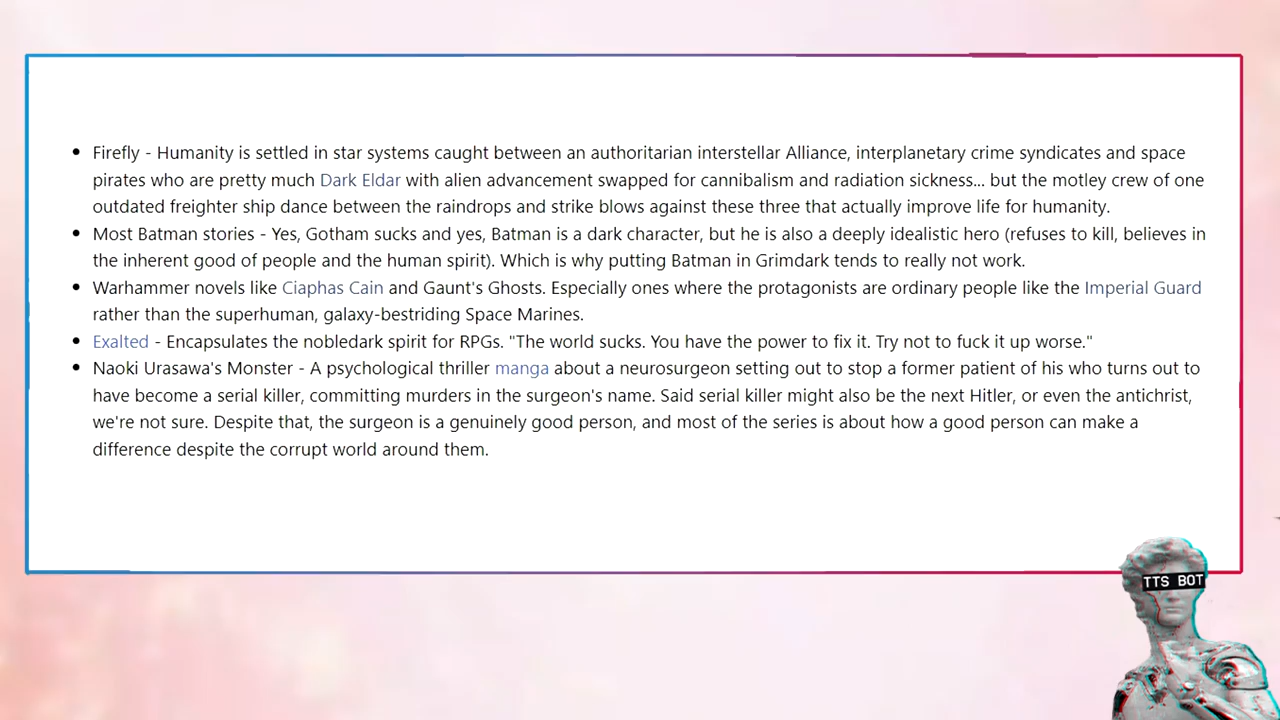 • Firefly - Humanity is settled in star systems caught between an authoritarian interstellar Alliance, interplanetary crime syndicates and space
pirates who are pretty much Dark Eldar with alien advancement swapped for cannibalism and radiation sickness... but the motley crew of one
outdated freighter ship dance between the raindrops and strike blows against these three that actually improve life for humanity.
• Most Batman stories - Yes, Gotham sucks and yes, Batman is a dark character, but he is also a deeply idealistic hero (refuses to kill, believes in
the inherent good of people and the human spirit). Which is why putting Batman in Grimdark tends to really not work.
• Warhammer novels like Ciaphas Cain and Gaunt's Ghosts. Especially ones where the protagonists are ordinary people like the Imperial Guard
rather than the superhuman, galaxy-bestriding Space Marines.
• Exalted - Encapsulates the nobledark spirit for RPGs. "The world sucks. You have the power to fix it. Try not to fuck it up worse."
• Naoki Urasawa's Monster - A psychological thriller manga about a neurosurgeon setting out to stop a former patient of his who turns out to
have become a serial killer, committing murders in the surgeon's name. Said serial killer might also be the next Hitler, or even the antichrist,
we're not sure. Despite that, the surgeon is a genuinely good person, and most of the series is about how a good person can make a
difference despite the corrupt world around them.
TTS BOT